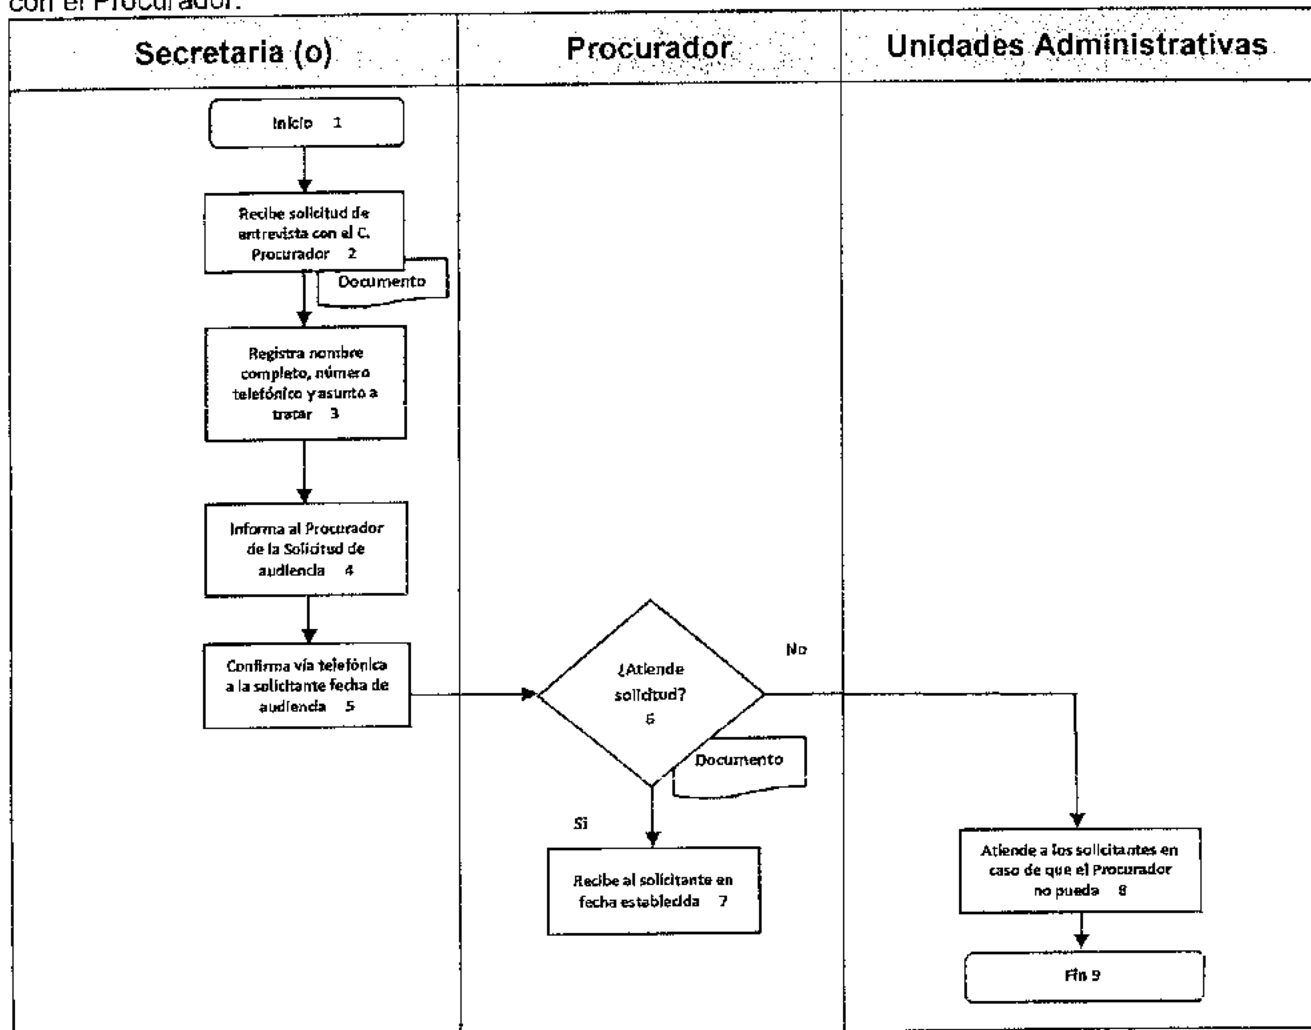 con el Procurador.
Secretaria (o)
Procurador
Unidades Administrativas
Inicio 1
Recibe solicitud de
entrevista con el C.
Procurador 2
Documento
Registra nombre
completo, número
telefónico y asunto a
tratar 3
Informa al Procurador
de la Solicitud de
audiencia 4
Confirma vía telefónica
a la solicitante fecha de
audiencia 5
¿Atiende
solicitud?
6
No
Documento
Si
Recibe al solicitante en
fecha establecida 7
Atiende a los solicitantes en
caso de que el Procurador
no pueda 8
Fin 9